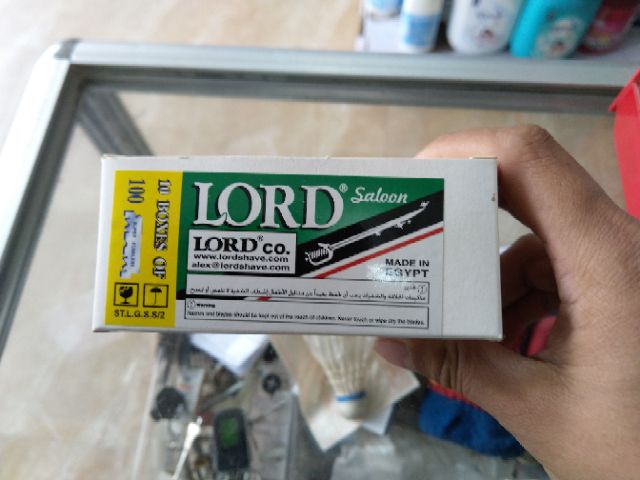 LORD® Saloon
LORD® CO.
www.lordshave.com
alex@lordshave.com
MADE IN
EGYPT
10 BOXES OF
100
ST.L.G.S.S/2
Warning
Razors and blades should be kept out of the reach of children. Never touch or wipe dry the blades.